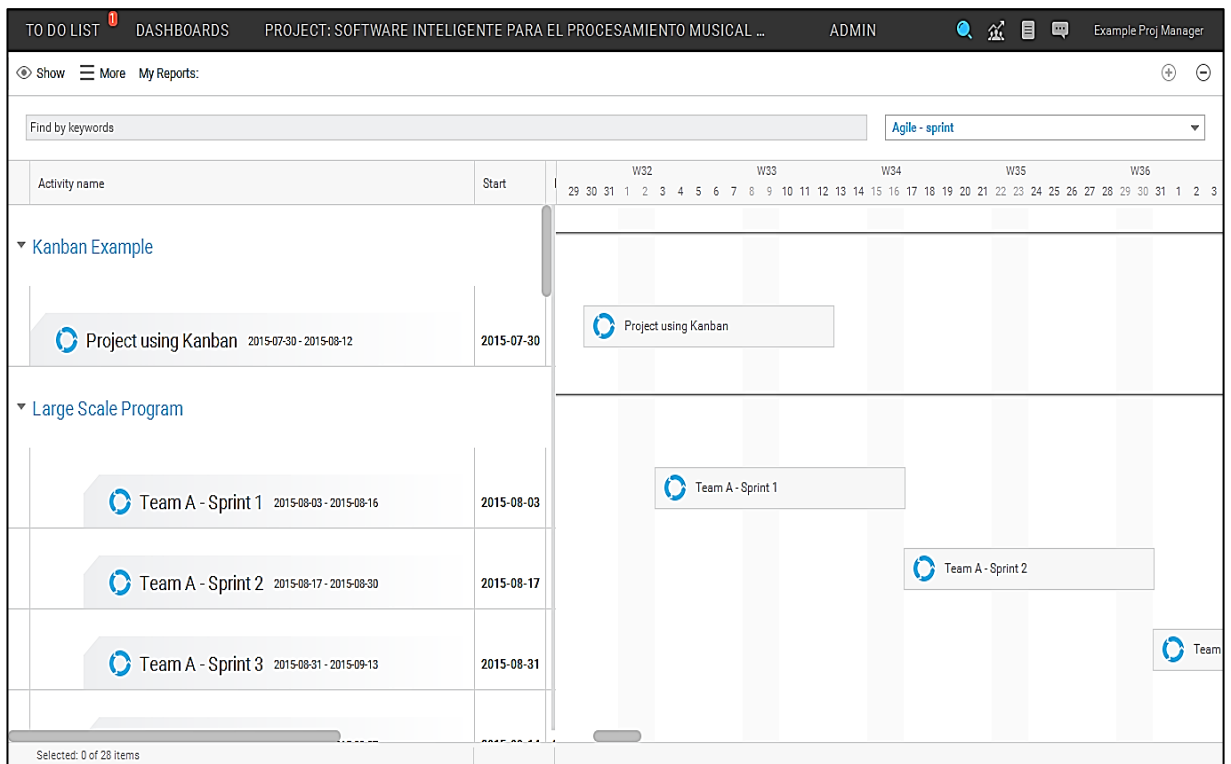 TO DO LIST 1 DASHBOARDS PROJECT: SOFTWARE INTELIGENTE PARA EL PROCESAMIENTO MUSICAL ... ADMIN Example Proj Manager
Show More My Reports:
Find by keywords Agile - sprint
W32 W33 W34 W35 W36
Activity name Start
29 30 31 1 2 3 4 5 6 7 8 9 10 11 12 13 14 15 16 17 18 19 20 21 22 23 24 25 26 27 28 29 30 31 1 2 3
Kanban Example
Project using Kanban 2015-07-30 - 2015-08-12 2015-07-30 Project using Kanban
Large Scale Program
Team A - Sprint 1 2015-08-03 - 2015-08-16 2015-08-03 Team A - Sprint 1
Team A - Sprint 2 2015-08-17 - 2015-08-30 2015-08-17 Team A - Sprint 2
Team A - Sprint 3 2015-08-31 - 2015-09-13 2015-08-31 Team
Selected: 0 of 28 items